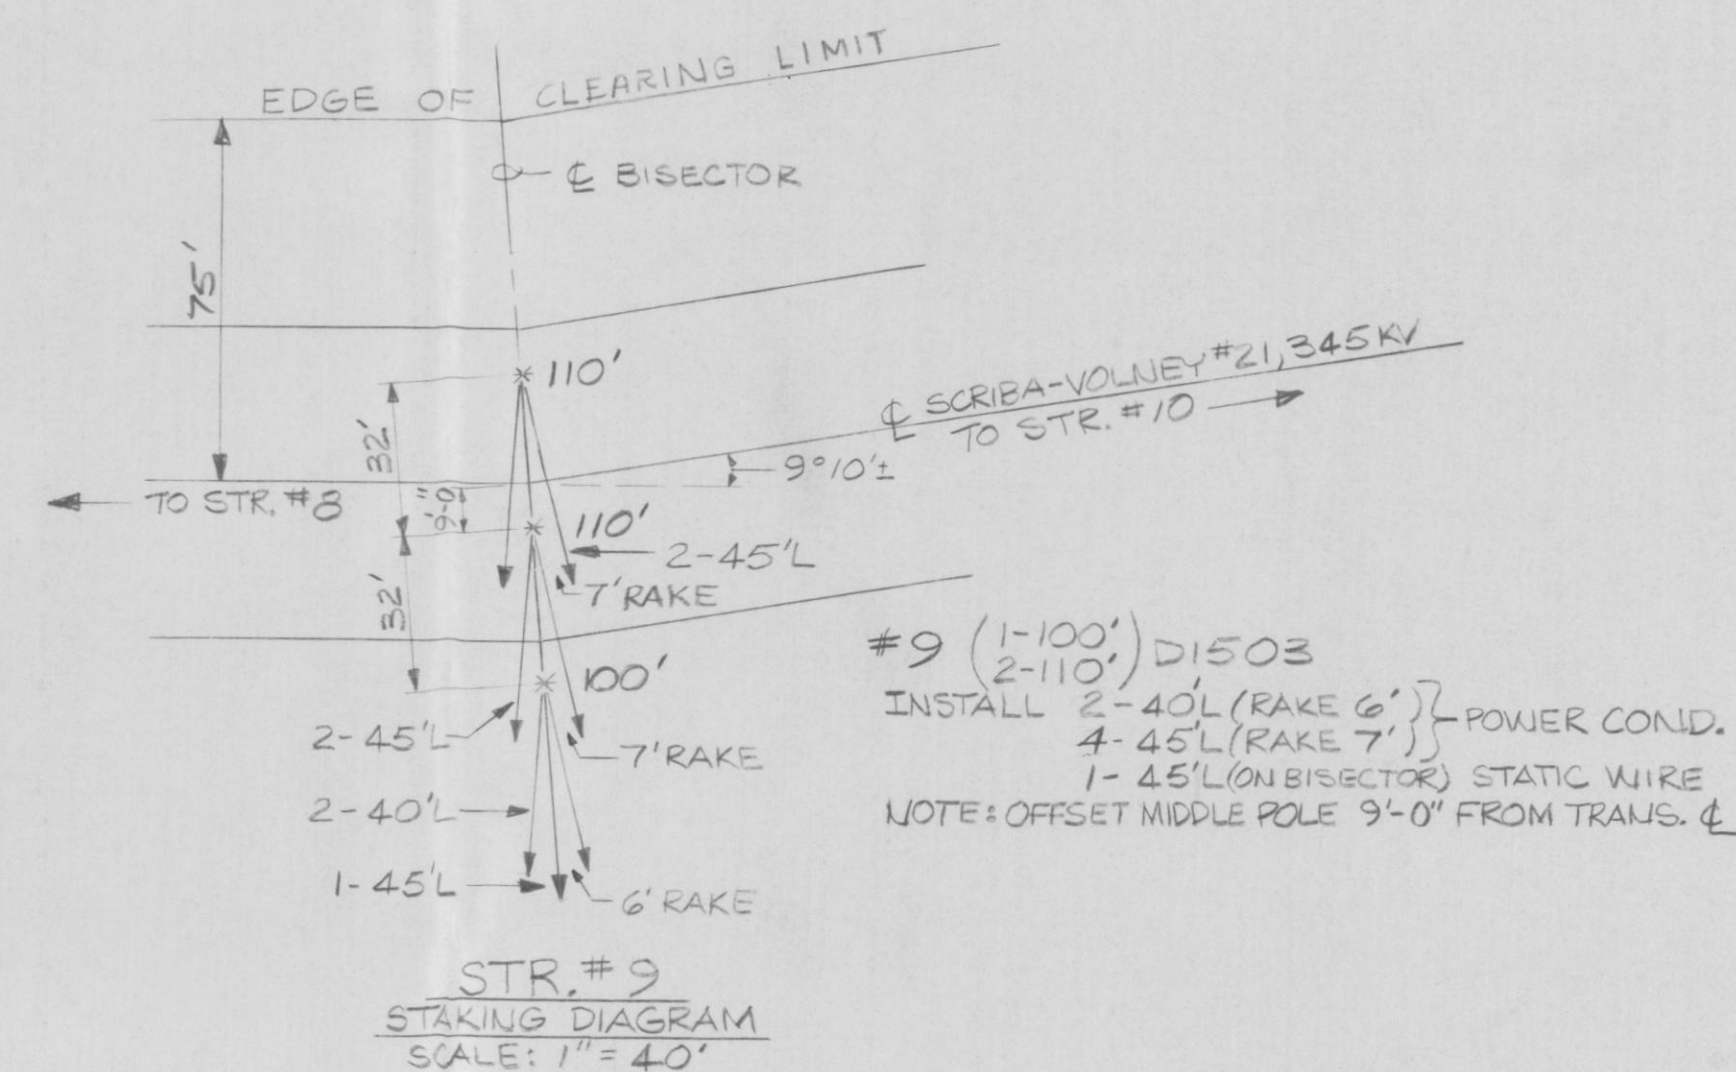 EDGE OF CLEARING LIMIT
℄ BISECTOR
75'
110'
32'
℄ SCRIBA-VOLNEY #21, 345 KV
TO STR. #10
9°10'±
TO STR. #8
9'-0"
110'
2-45'L
7' RAKE
32'
100'
2-45'L
7' RAKE
2-40'L
1-45'L
6' RAKE
#9 (1-100' 2-110') D1503
INSTALL 2-40'L (RAKE 6')
4-45'L (RAKE 7')
POWER COND.
1-45'L (ON BISECTOR) STATIC WIRE
NOTE: OFFSET MIDDLE POLE 9'-0" FROM TRANS. ℄
STR. #9
STAKING DIAGRAM
SCALE: 1" = 40'